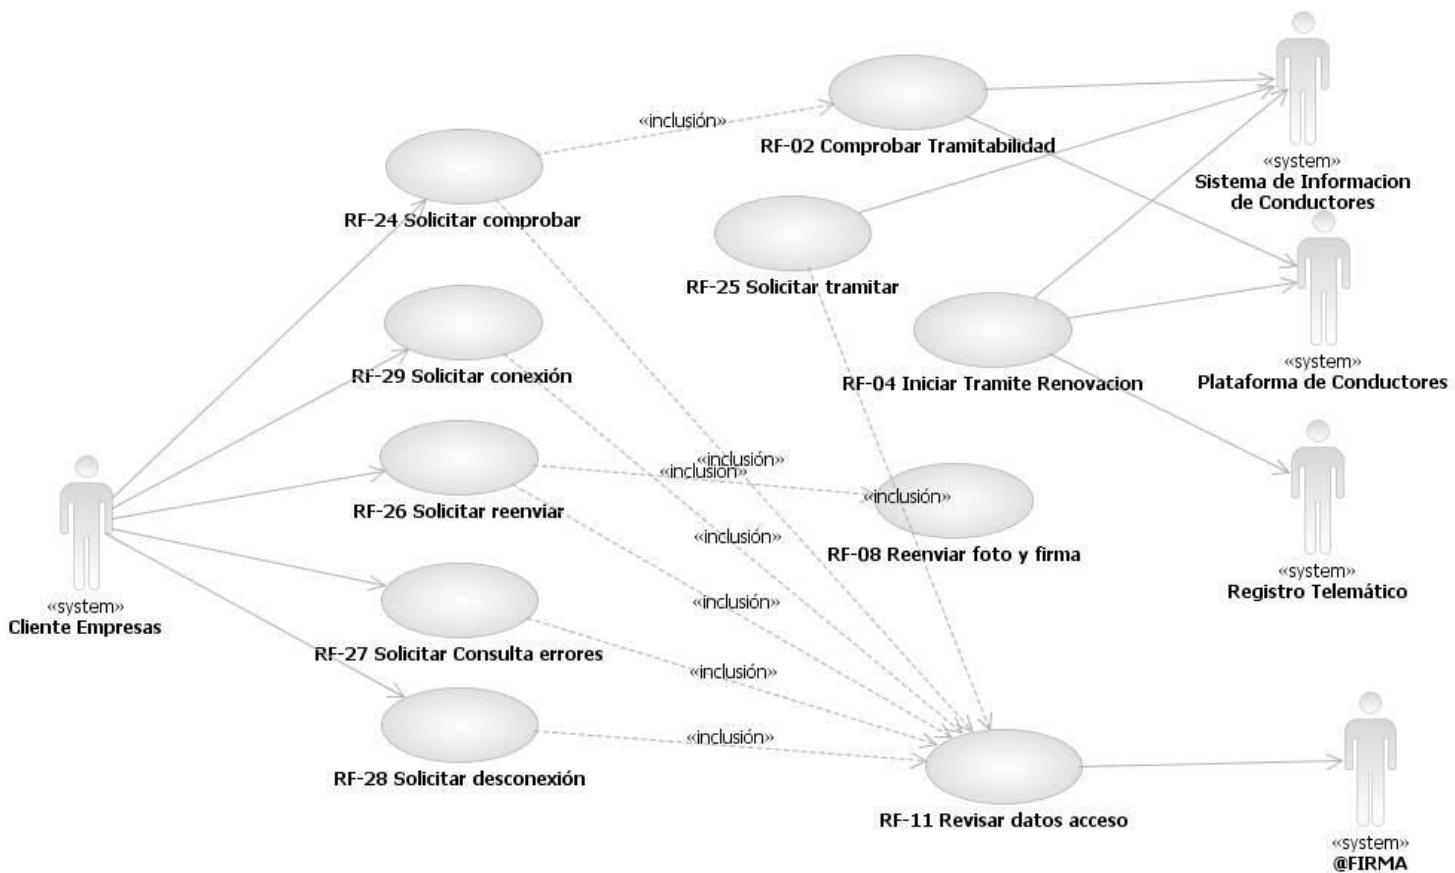 «inclusión»
RF-02 Comprobar Tramitabilidad
«system»
Sistema de Informacion
de Conductores
RF-24 Solicitar comprobar
RF-25 Solicitar tramitar
«system»
Plataforma de Conductores
RF-29 Solicitar conexión
RF-04 Iniciar Tramite Renovacion
«inclusión»
«inclusión»
«inclusión»
RF-26 Solicitar reenviar
«inclusión»
RF-08 Reenviar foto y firma
«system»
Registro Telemático
«system»
Cliente Empresas
«inclusión»
RF-27 Solicitar Consulta errores
«inclusión»
«inclusión»
RF-28 Solicitar desconexión
RF-11 Revisar datos acceso
«system»
@FIRMA